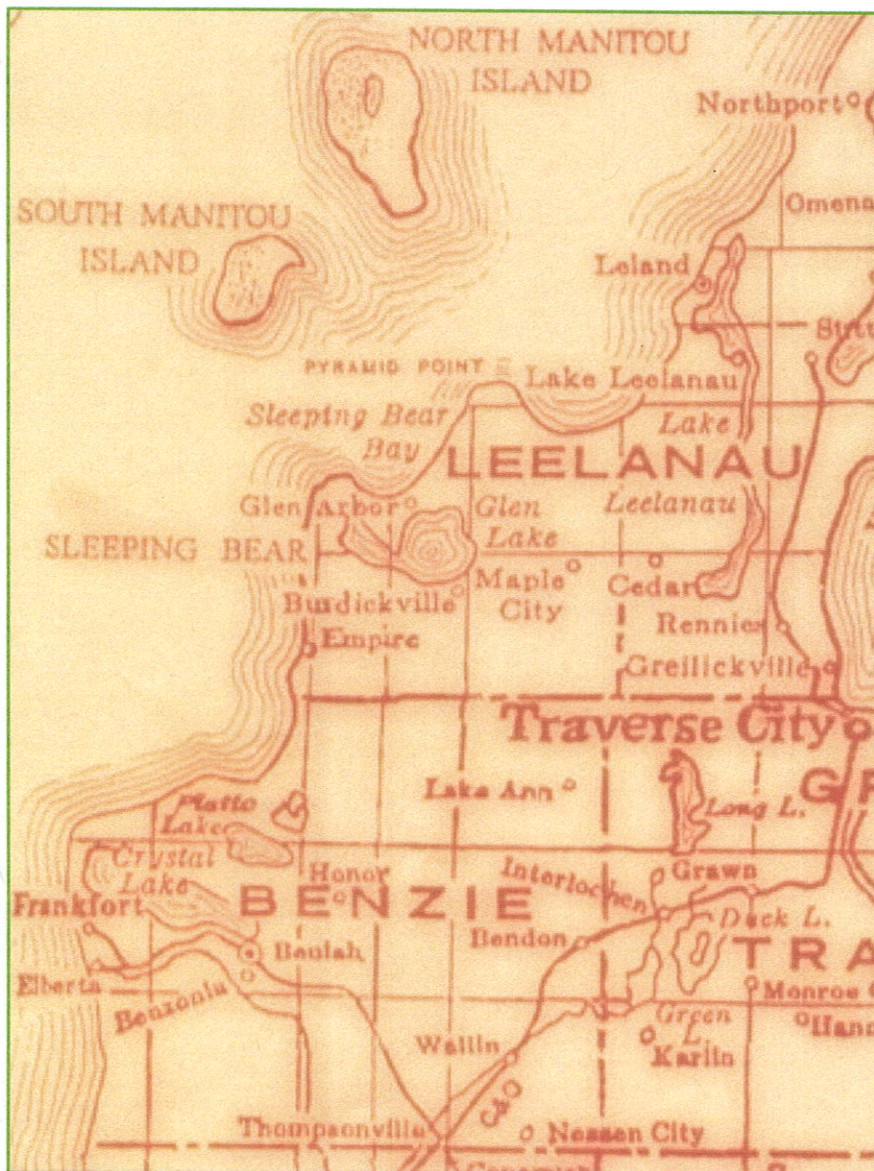 NORTH MANITOU
ISLAND
Northport
SOUTH MANITOU
ISLAND
Omena
Leland
PYRAMID POINT
Lake Leelanau
Sleeping Bear
Bay
Lake
Leelanau
LEELANAU
Glen Arbor
Glen
Lake
SLEEPING BEAR
Maple
City
Cedar
Burdickville
Empire
Rennies
Greilickville
Traverse City
Lake Ann
Long L.
Platte
Lake
Crystal
Lake
Honor
Interlochen
Grawn
Frankfort
BENZIE
Duck L.
Bendon
TRA
Beulah
Elberta
Benzonia
Monroe
Green
L.
Karlin
Wallin
C&O
Thompsonville
Nessen City